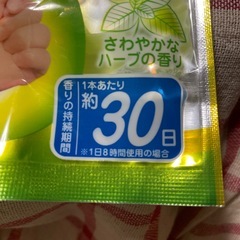 さわやかな
ハーブの香り
香りの持続期間
1本あたり
約30日
※1日8時間使用の場合